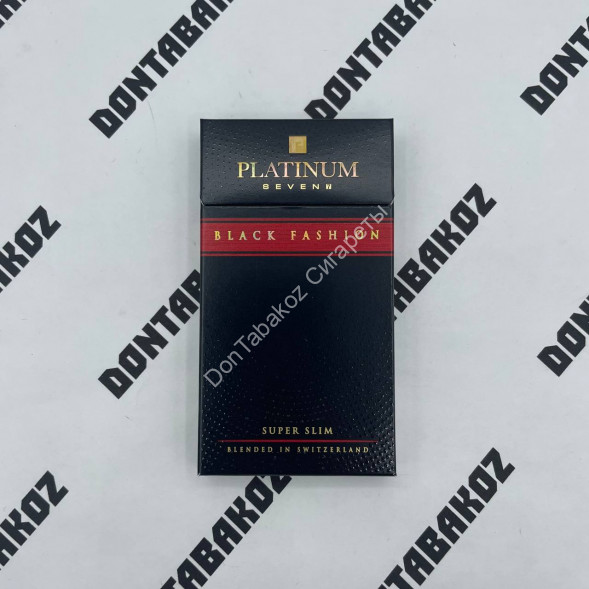 DONTABAKOZ
DONTABAKOZ
DONTABAKOZ
PLATINUM
SEVEN
BLACK FASHION
DonTabakoz Сигареты
DONTABAKOZ
DONTABAKOZ
SUPER SLIM
BLENDED IN SWITZERLAND
DONTABAKOZ
DONTABAKOZ
DONTABAKOZ